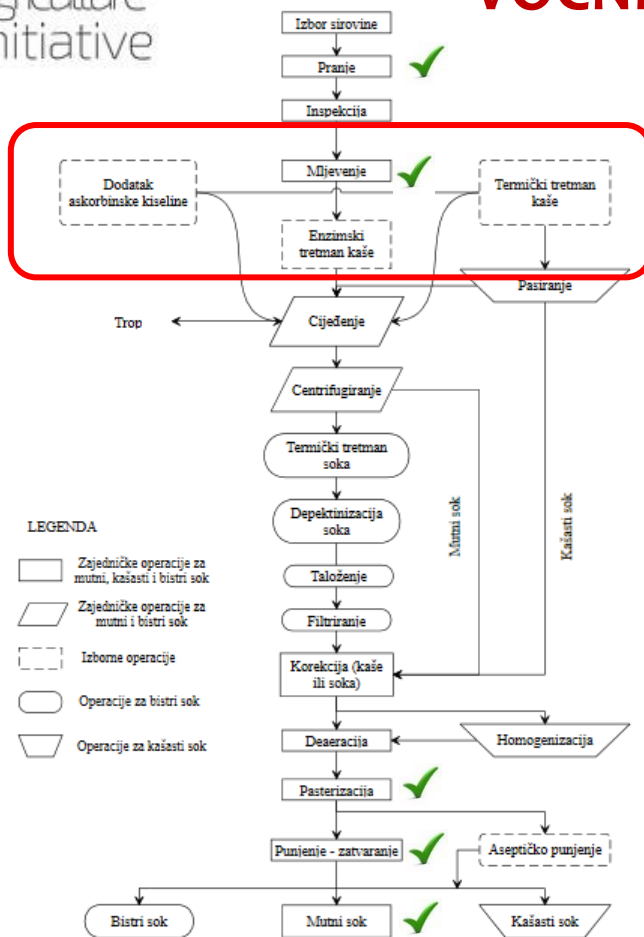 nitiative
Izbor sirovine
Pranje
Inspekcija
Mljevenje
Dodatak
askorbinske kiseline
Termički tretman
kaše
Enzimski
tretman kaše
Pasiranje
Trop
Cijeđenje
Centrifugiranje
Termički tretman
soka
Depektinizacija
soka
Mutni sok
Kašasti sok
LEGENDA
Taloženje
Zajedničke operacije za
mutni, kašasti i bistri sok
Zajedničke operacije za
mutni i bistri sok
Filtriranje
Izborne operacije
Korekcija (kaše
ili soka)
Operacije za bistri sok
Operacije za kašasti sok
Deaeracija
Homogenizacija
Pasterizacija
Punjenje - zatvaranje
Aseptičko punjenje
Bistri sok
Mutni sok
Kašasti sok